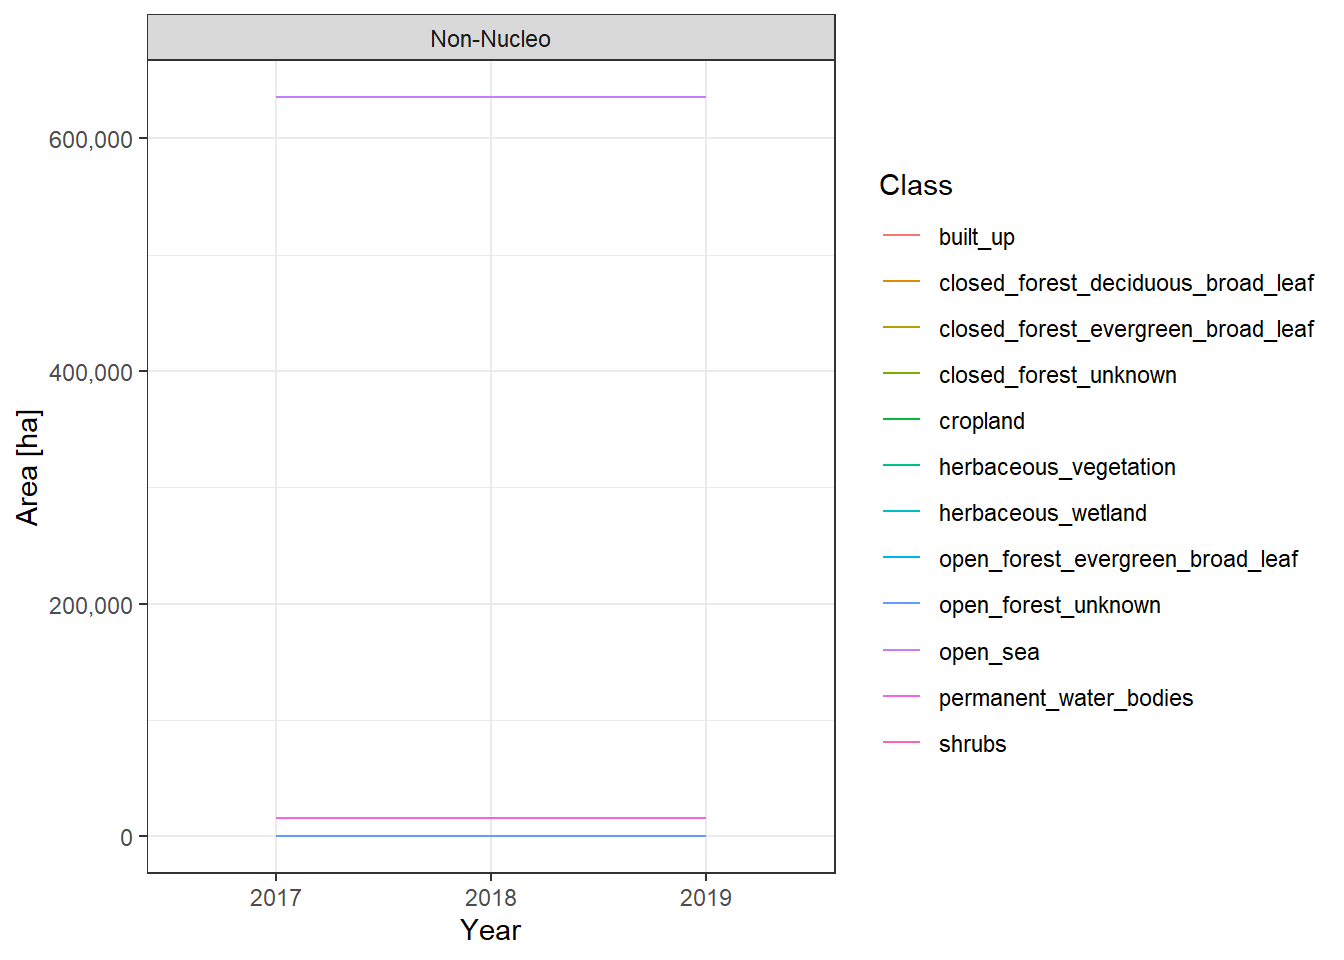 Non-Nucleo
600,000
400,000
200,000
0
Area [ha]
2017
2018
2019
Year
Class
built_up
closed_forest_deciduous_broad_leaf
closed_forest_evergreen_broad_leaf
closed_forest_unknown
cropland
herbaceous_vegetation
herbaceous_wetland
open_forest_evergreen_broad_leaf
open_forest_unknown
open_sea
permanent_water_bodies
shrubs